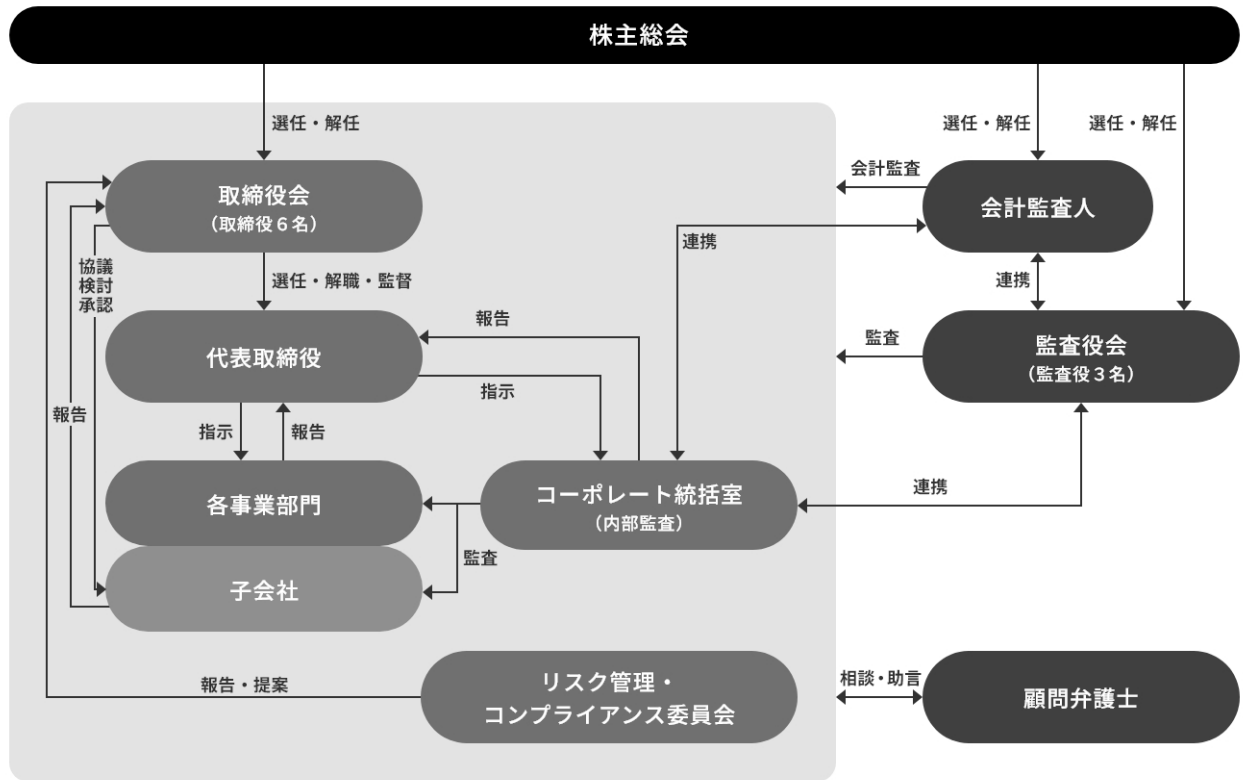 株主総会
選任・解任
選任・解任
選任・解任
取締役会
（取締役６名）
会計監査
会計監査人
連携
協議
検討
承認
選任・解職・監督
連携
代表取締役
報告
指示
監査
監査役会
（監査役３名）
報告
指示
報告
各事業部門
コーポレート統括室
（内部監査）
連携
監査
子会社
報告・提案
リスク管理・
コンプライアンス委員会
相談・助言
顧問弁護士